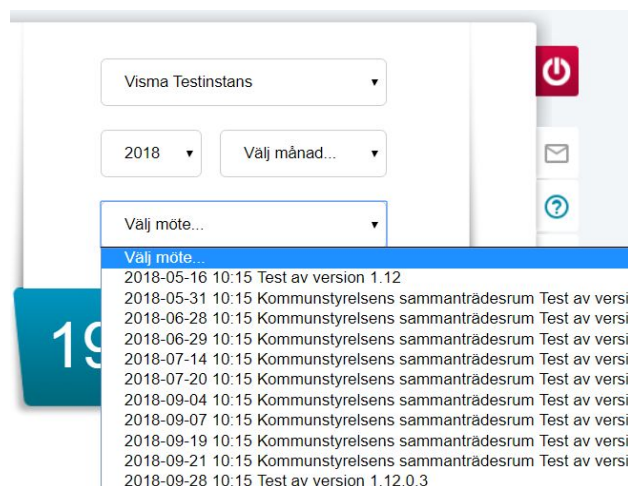 Visma Testinstans
2018 Välj månad...
Välj möte...
Välj möte...
2018-05-16 10:15 Test av version 1.12
2018-05-31 10:15 Kommunstyrelsens sammanträdesrum Test av versi
2018-06-28 10:15 Kommunstyrelsens sammanträdesrum Test av versi
2018-06-29 10:15 Kommunstyrelsens sammanträdesrum Test av versi
2018-07-14 10:15 Kommunstyrelsens sammanträdesrum Test av versi
2018-07-20 10:15 Kommunstyrelsens sammanträdesrum Test av versi
2018-09-04 10:15 Kommunstyrelsens sammanträdesrum Test av versi
2018-09-07 10:15 Kommunstyrelsens sammanträdesrum Test av versi
2018-09-19 10:15 Kommunstyrelsens sammanträdesrum Test av versi
2018-09-21 10:15 Kommunstyrelsens sammanträdesrum Test av versi
2018-09-28 10:15 Test av version 1.12.0.3
19